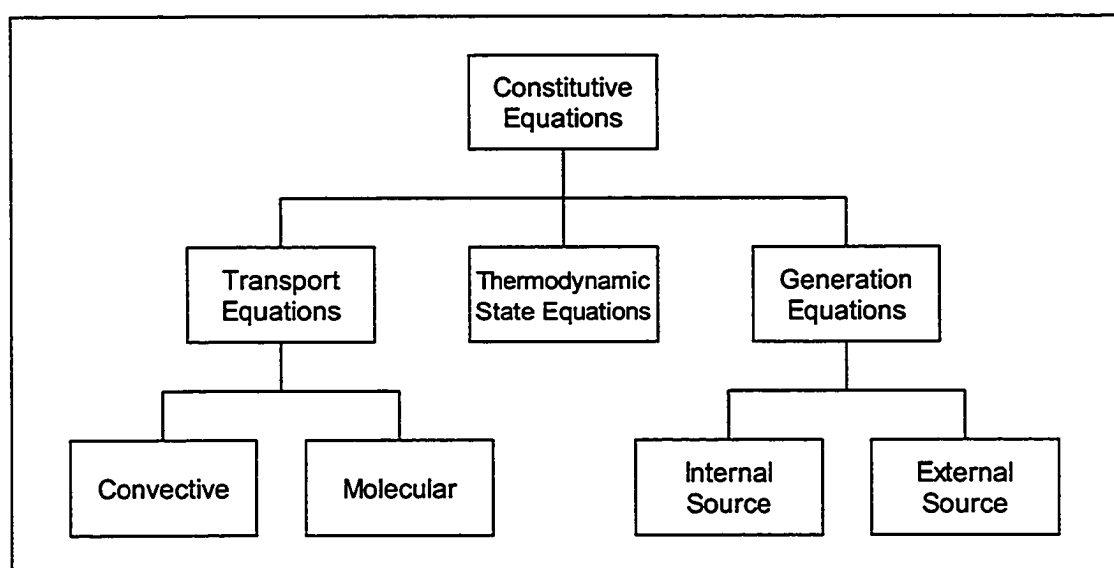 Constitutive
Equations
Transport
Equations
Thermodynamic
State Equations
Generation
Equations
Convective
Molecular
Internal
Source
External
Source